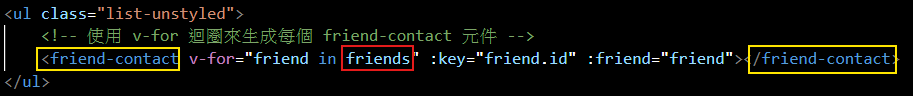 <ul class="list-unstyled">
<!-- 使用 v-for 迴圈來生成每個 friend-contact 元件 -->
<friend-contact v-for="friend in friends" :key="friend.id" :friend="friend"></friend-contact>
</ul>